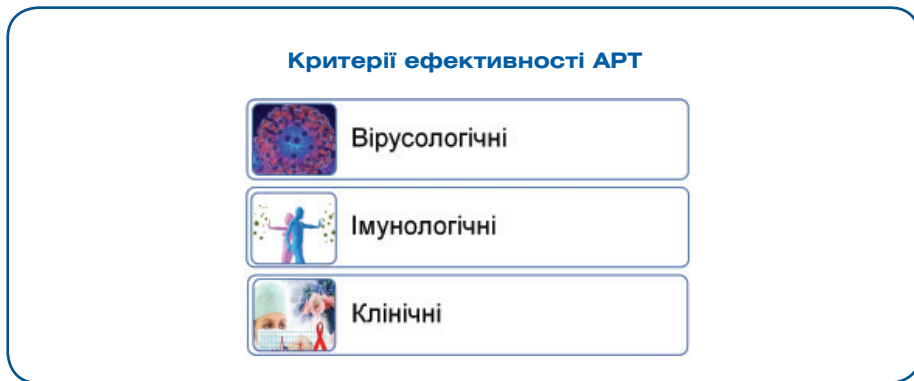 Критерії ефективності АРТ
Вірусологічні
Імунологічні
Клінічні